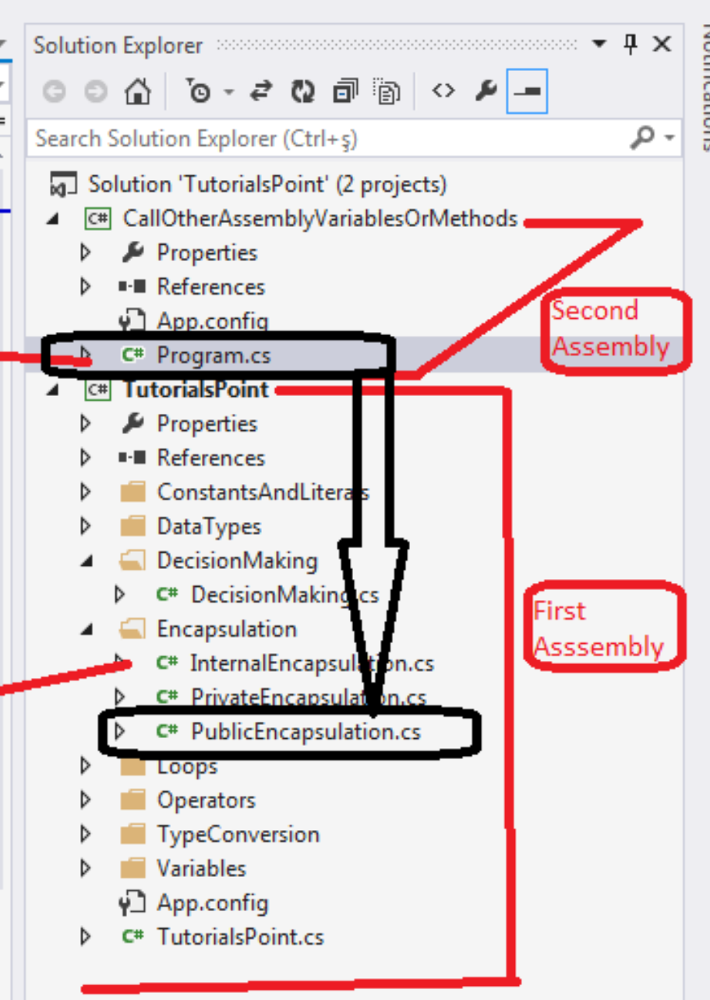 Solution Explorer
Notifications
Search Solution Explorer (Ctrl+ş)
Solution 'TutorialsPoint' (2 projects)
C# CallOtherAssemblyVariablesOrMethods
Properties
References
App.config
C# Program.cs
Second
Assembly
C# TutorialsPoint
Properties
References
ConstantsAndLiterals
DataTypes
DecisionMaking
C# DecisionMaking.cs
Encapsulation
C# InternalEncapsulation.cs
C# PrivateEncapsulation.cs
C# PublicEncapsulation.cs
First
Asssembly
Loops
Operators
TypeConversion
Variables
App.config
C# TutorialsPoint.cs